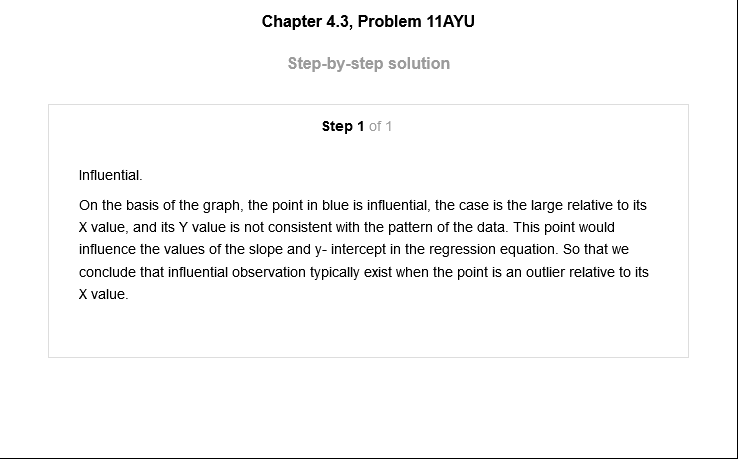 Chapter 4.3, Problem 11AYU
Step-by-step solution
Step 1 of 1
Influential.
On the basis of the graph, the point in blue is influential, the case is the large relative to its
X value, and its Y value is not consistent with the pattern of the data. This point would
influence the values of the slope and y- intercept in the regression equation. So that we
conclude that influential observation typically exist when the point is an outlier relative to its
X value.